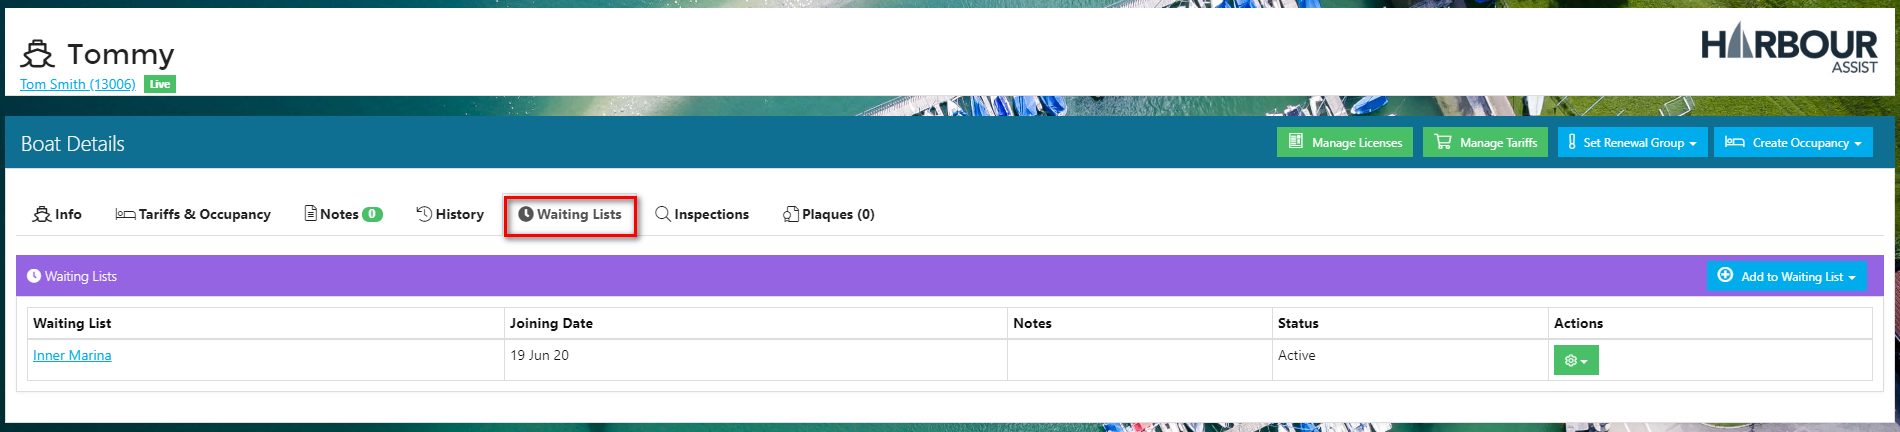 Tommy
Tom Smith (13006) Live
HARBOUR
ASSIST
Boat Details
Manage Licenses Manage Tariffs Set Renewal Group Create Occupancy
Info Tariffs & Occupancy Notes 0 History Waiting Lists Inspections Plaques (0)
Waiting Lists Add to Waiting List
Waiting List Joining Date Notes Status Actions
Inner Marina 19 Jun 20 Active